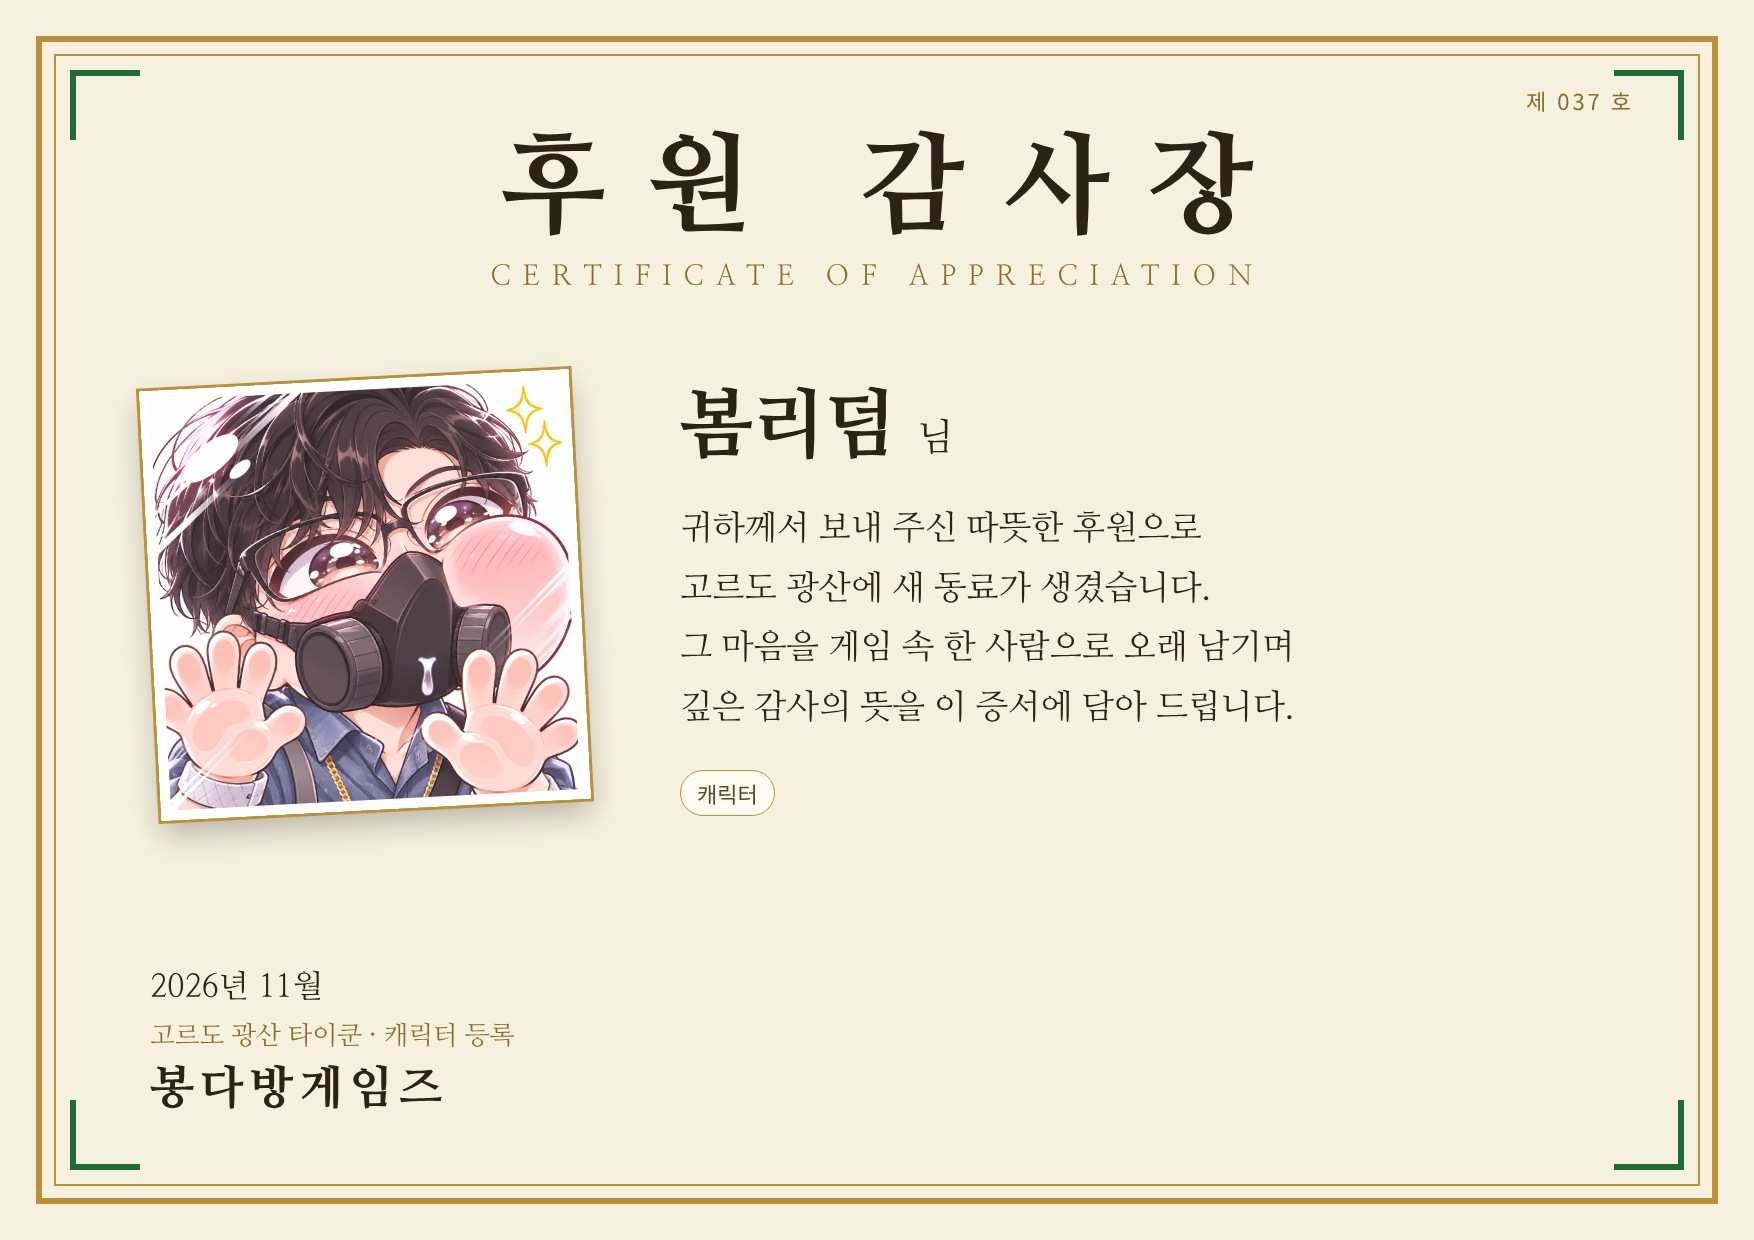 제 037 호
후원 감사장
CERTIFICATE OF APPRECIATION
봄리덤 님
귀하께서 보내 주신 따뜻한 후원으로
고르도 광산에 새 동료가 생겼습니다.
그 마음을 게임 속 한 사람으로 오래 남기며
깊은 감사의 뜻을 이 증서에 담아 드립니다.
캐릭터
2026년 11월
고르도 광산 타이쿤 · 캐릭터 등록
봉다방게임즈